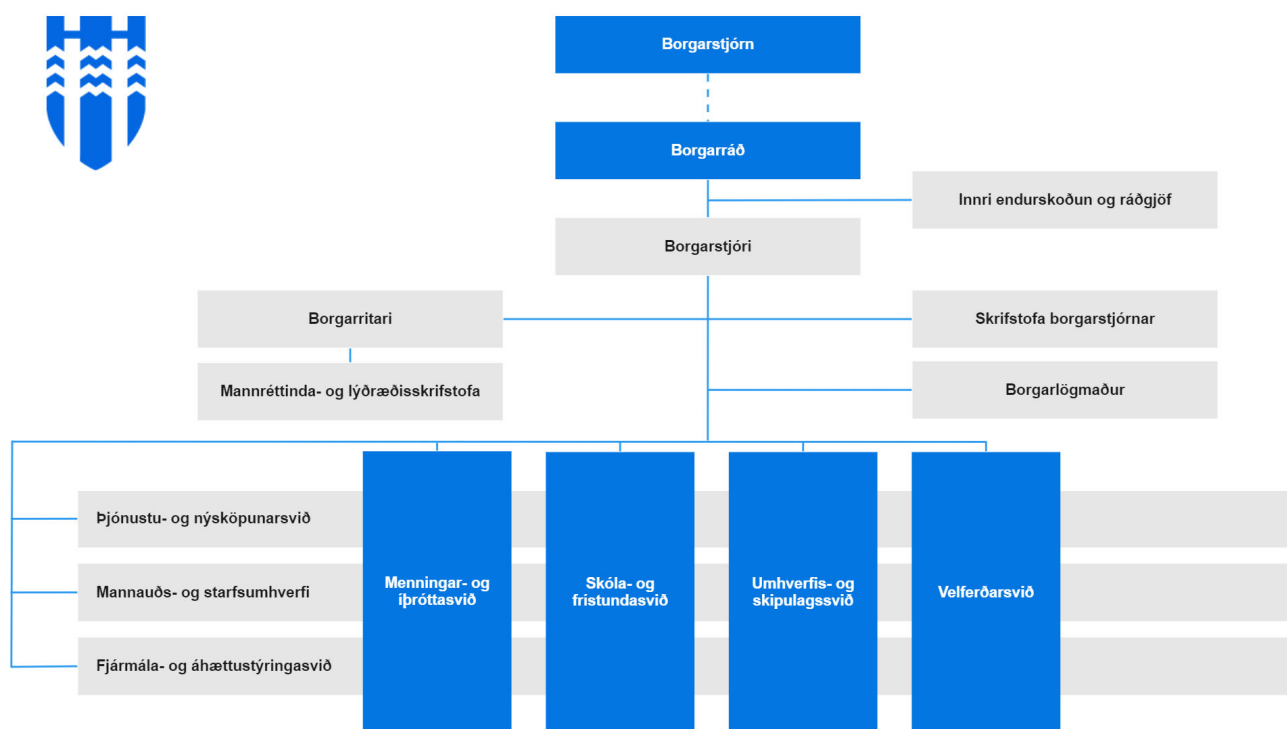 Borgarstjórn
Borgarráð
Innri endurskoðun og ráðgjöf
Borgarstjóri
Borgarritari
Skrifstofa borgarstjórnar
Mannréttinda- og lýðræðisskrifstofa
Borgarlögmaður
Þjónustu- og nýsköpunarsvið
Mannauðs- og starfsumhverfi
Fjármála- og áhættustýringasvið
Menningar- og
íþróttasvið
Skóla- og
frístundasvið
Umhverfis- og
skipulagssvið
Velferðarsvið